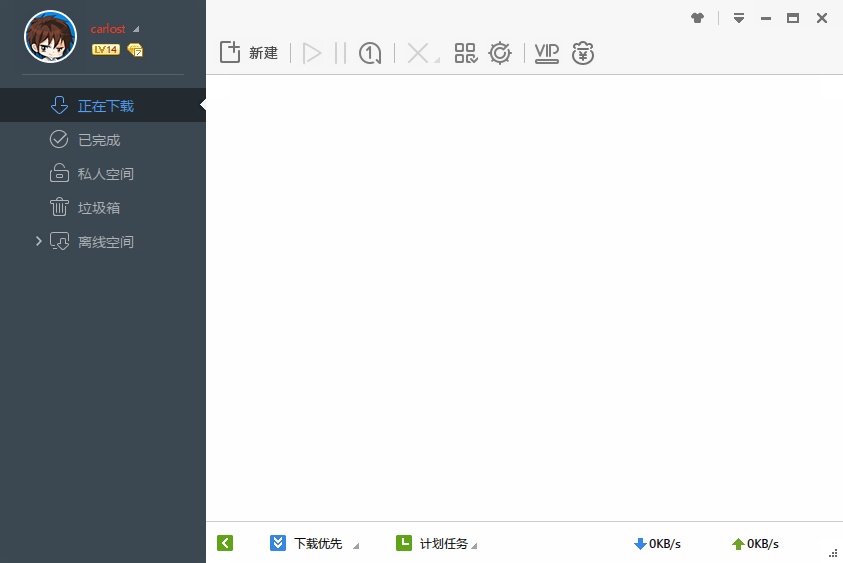 carlost
LV14
新建
VIP
正在下载
已完成
私人空间
垃圾箱
离线空间
下载优先
计划任务
0KB/s
0KB/s